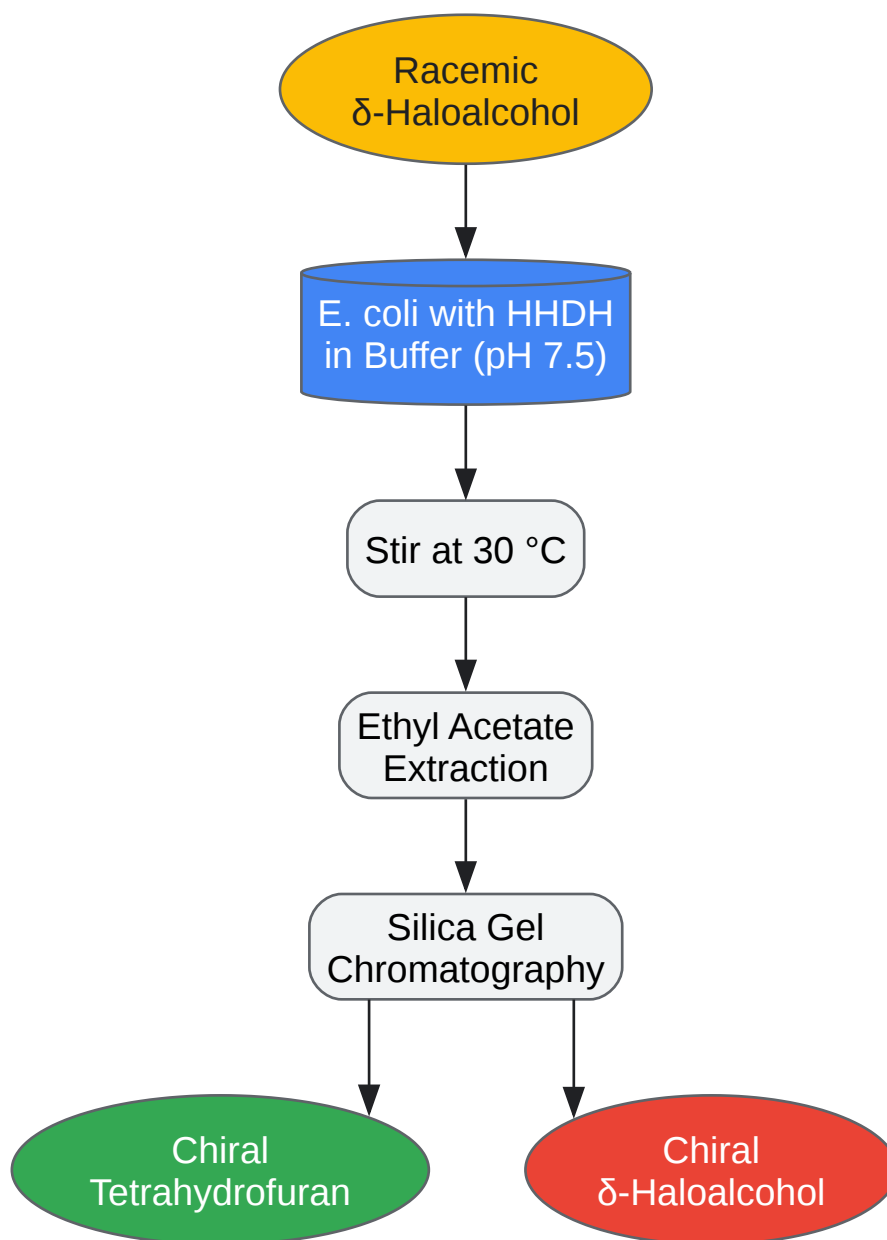 Racemic
δ-Haloalcohol
E. coli with HHDH
in Buffer (pH 7.5)
Stir at 30 °C
Ethyl Acetate
Extraction
Silica Gel
Chromatography
Chiral
Tetrahydrofuran
Chiral
δ-Haloalcohol